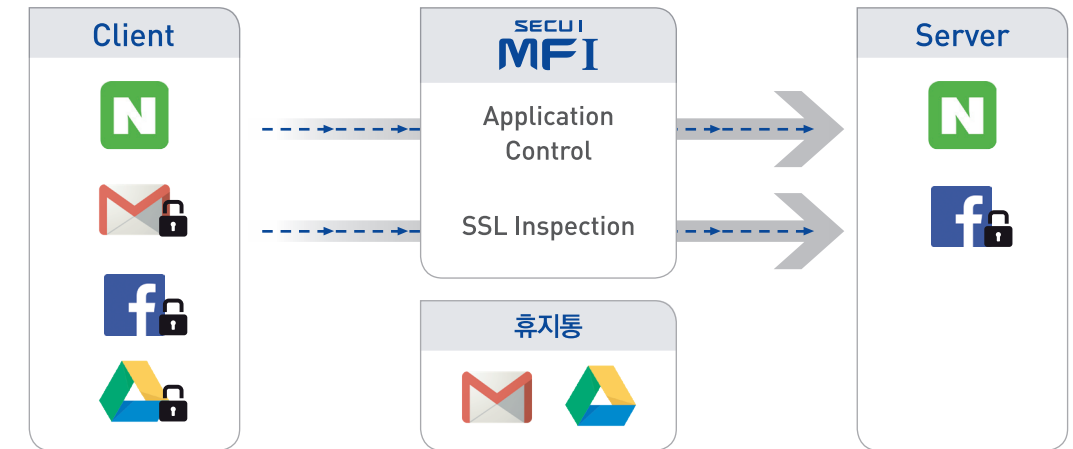 Client
SECUI
MFI
Server
N
Application
Control
N
SSL Inspection
f
f
휴지통